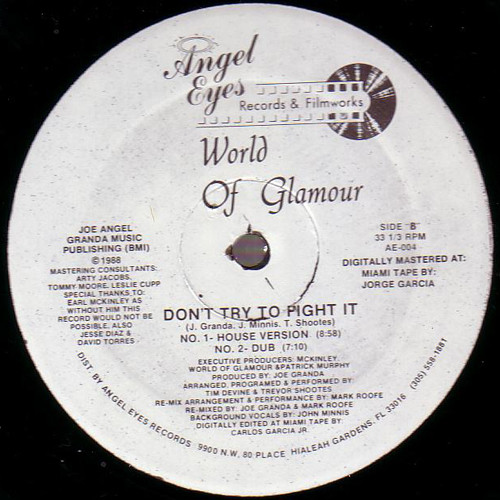 Angel
Eyes
Records & Filmworks
World
Of Glamour
JOE ANGEL
GRANDA MUSIC
PUBLISHING (BMI)
©1988
MASTERING CONSULTANTS:
ARTY JACOBS,
TOMMY MOORE, LESLIE CUPP
SPECIAL THANKS TO:
EARL MCKINLEY AS
WITHOUT HIM THIS
RECORD WOULD NOT BE
POSSIBLE, ALSO
JESSE DIAZ &
DAVID TORRES
SIDE "B"
33 1/3 RPM
AE-004
DIGITALLY MASTERED AT:
MIAMI TAPE BY:
JORGE GARCIA
DON'T TRY TO PIGHT IT
(J. Granda. J. Minnis. T. Shootes)
NO. 1- HOUSE VERSION (8:58)
NO. 2- DUB (7:10)
EXECUTIVE PRODUCERS: MCKINLEY,
WORLD OF GLAMOUR &PATRICK MURPHY
PRODUCED BY: JOE GRANDA
ARRANGED, PROGRAMED & PERFORMED BY:
TIM DEVINE & TREVOR SHOOTES
RE-MIX ARRANGEMENT & PERFORMANCE BY: MARK ROOFE
RE-MIXED BY: JOE GRANDA & MARK ROOFE
BACKGROUND VOCALS BY: JOHN MINNIS
DIGITALLY EDITED AT MIAMI TAPE BY:
CARLOS GARCIA JR.
DIST. BY ANGEL EYES RECORDS 9900 N.W. 80 PLACE HIALEAH GARDENS, FL 33016 (305) 558-1881